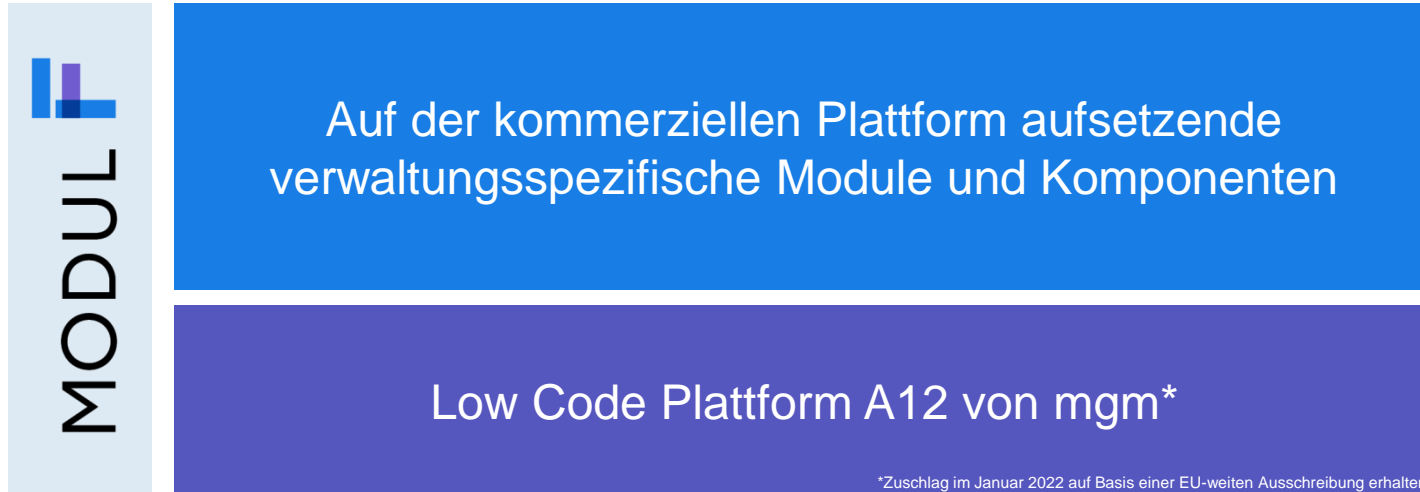 MODUL F
Auf der kommerziellen Plattform aufsetzende
verwaltungsspezifische Module und Komponenten
Low Code Plattform A12 von mgm*
*Zuschlag im Januar 2022 auf Basis einer EU-weiten Ausschreibung erhalten